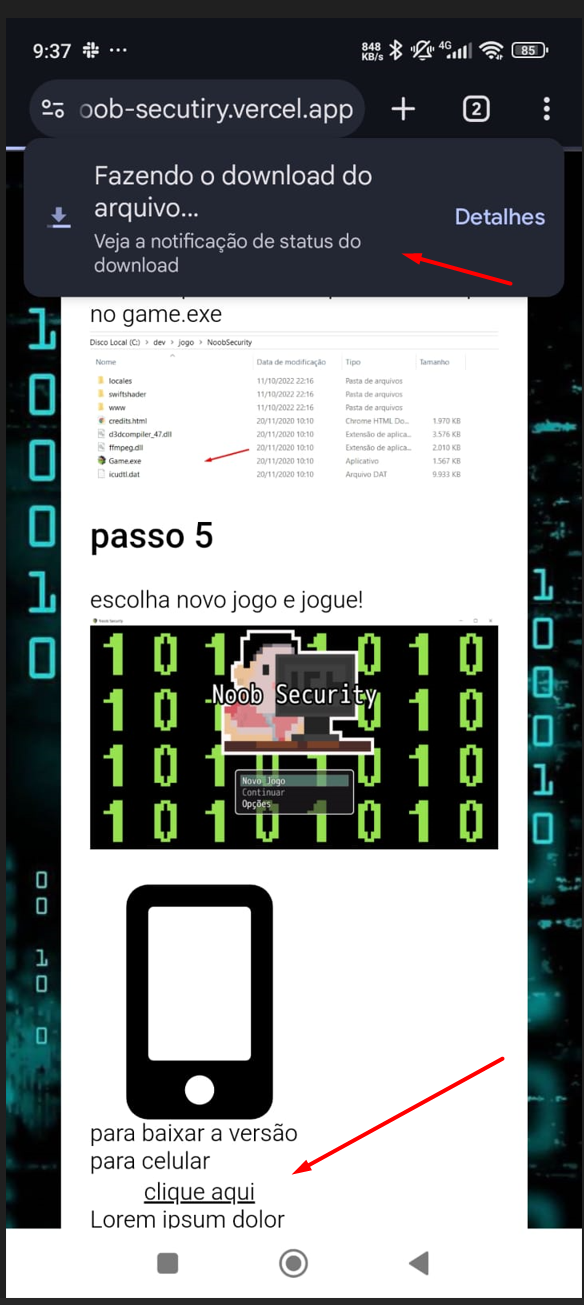 9:37 ... 848 KB/s 4G 85
oob-secutiry.vercel.app 2
Fazendo o download do
arquivo...
Detalhes
Veja a notificação de status do
download
no game.exe
Disco Local (C:) > dev > jogo > NoobSecurity
Nome Data de modificação Tipo Tamanho
locales 11/10/2022 22:16 Pasta de arquivos
swiftshader 11/10/2022 22:16 Pasta de arquivos
www 11/10/2022 22:16 Pasta de arquivos
credits.html 20/11/2020 10:10 Chrome HTML Do... 1.970 KB
d3dcompiler_47.dll 20/11/2020 10:10 Extensão de aplica... 3.576 KB
ffmpeg.dll 20/11/2020 10:10 Extensão de aplica... 2.010 KB
Game.exe 20/11/2020 10:10 Aplicativo 1.567 KB
icudtl.dat 20/11/2020 10:10 Arquivo DAT 9.933 KB
passo 5
escolha novo jogo e jogue!
Noob Security
Noob Security
Novo Jogo
Continuar
Opções
para baixar a versão
para celular
clique aqui
Lorem ipsum dolor